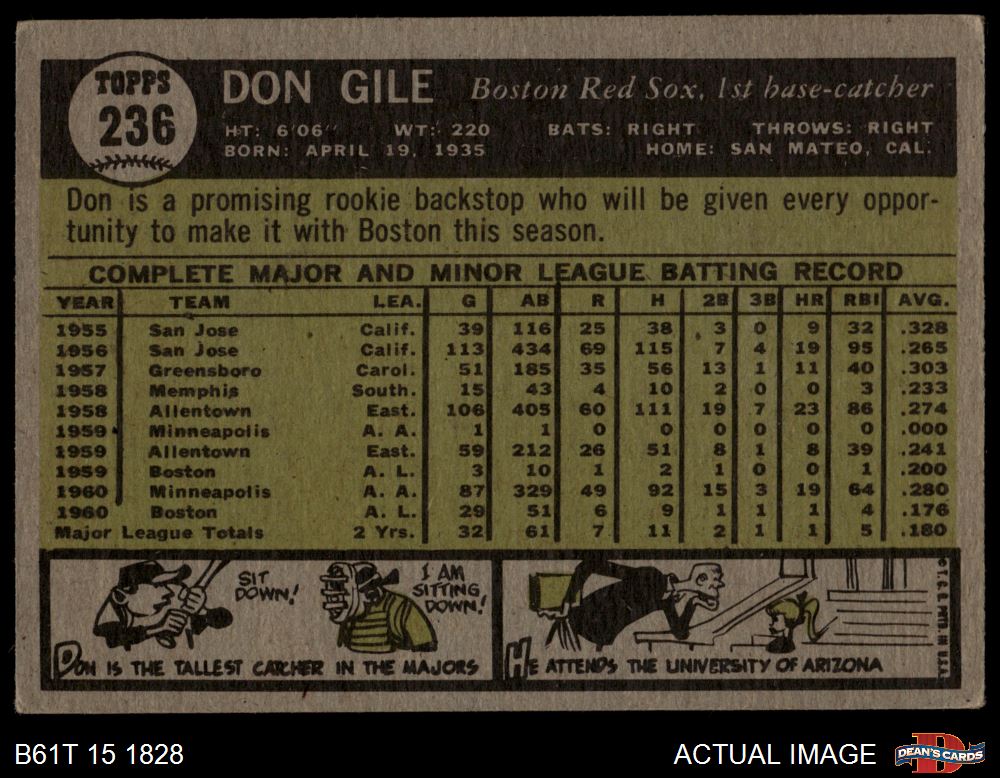 TOPPS
236
DON GILE Boston Red Sox, 1st base-catcher
HT: 6'06" WT: 220 BATS: RIGHT THROWS: RIGHT
BORN: APRIL 19, 1935 HOME: SAN MATEO, CAL.
Don is a promising rookie backstop who will be given every oppor-
tunity to make it with Boston this season.
COMPLETE MAJOR AND MINOR LEAGUE BATTING RECORD
YEAR TEAM LEA. G AB R H 2B 3B HR RBI AVG.
1955 San Jose Calif. 39 116 25 38 3 0 9 32 .328
1956 San Jose Calif. 113 434 69 115 7 4 19 95 .265
1957 Greensboro Carol. 51 185 35 56 13 1 11 40 .303
1958 Memphis South. 15 43 4 10 2 0 0 3 .233
1958 Allentown East. 106 405 60 111 19 7 23 86 .274
1959 Minneapolis A. A. 1 1 0 0 0 0 0 0 .000
1959 Allentown East. 59 212 26 51 8 1 8 39 .241
1959 Boston A. L. 3 10 1 2 1 0 0 1 .200
1960 Minneapolis A. A. 87 329 49 92 15 3 19 64 .280
1960 Boston A. L. 29 51 6 9 1 1 1 4 .176
Major League Totals 2 Yrs. 32 61 7 11 2 1 1 5 .180
SIT
DOWN!
I AM
SITTING
DOWN!
DON IS THE TALLEST CATCHER IN THE MAJORS
HE ATTENDS THE UNIVERSITY OF ARIZONA
© T. C. G. PRTD. IN U.S.A.
B61T 15 1828
ACTUAL IMAGE
DEAN'S CARDS